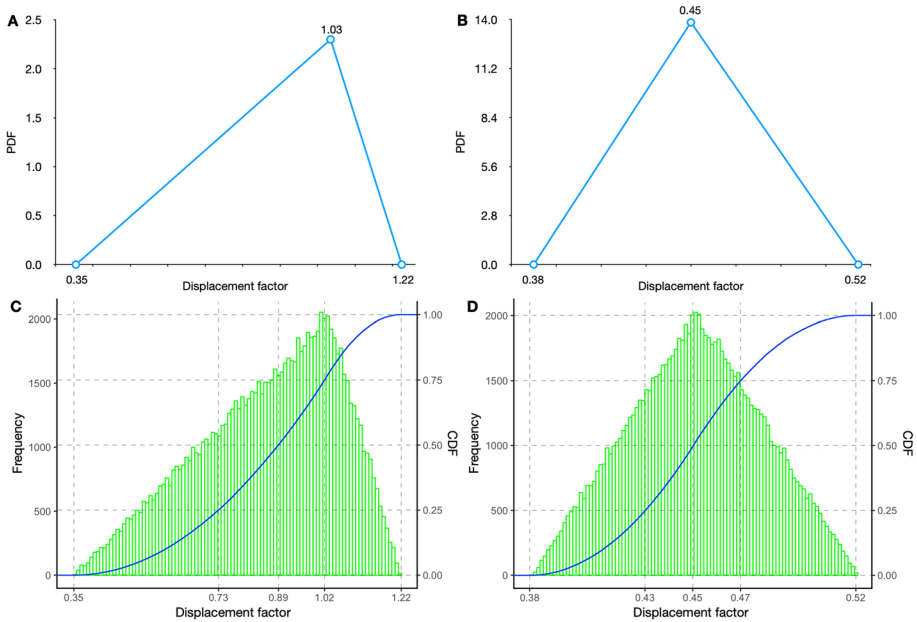 A
PDF
2.5
2.0
1.5
1.0
0.5
0.0
1.03
0.35
1.22
Displacement factor
B
PDF
14.0
11.2
8.4
5.6
2.8
0.0
0.45
0.38
0.52
Displacement factor
C
Frequency
2000
1500
1000
500
0
1.00
0.75
0.50
0.25
0.00
CDF
0.35 0.73 0.89 1.02 1.22
Displacement factor
D
Frequency
2000
1500
1000
500
0
1.00
0.75
0.50
0.25
0.00
CDF
0.38 0.43 0.45 0.47 0.52
Displacement factor